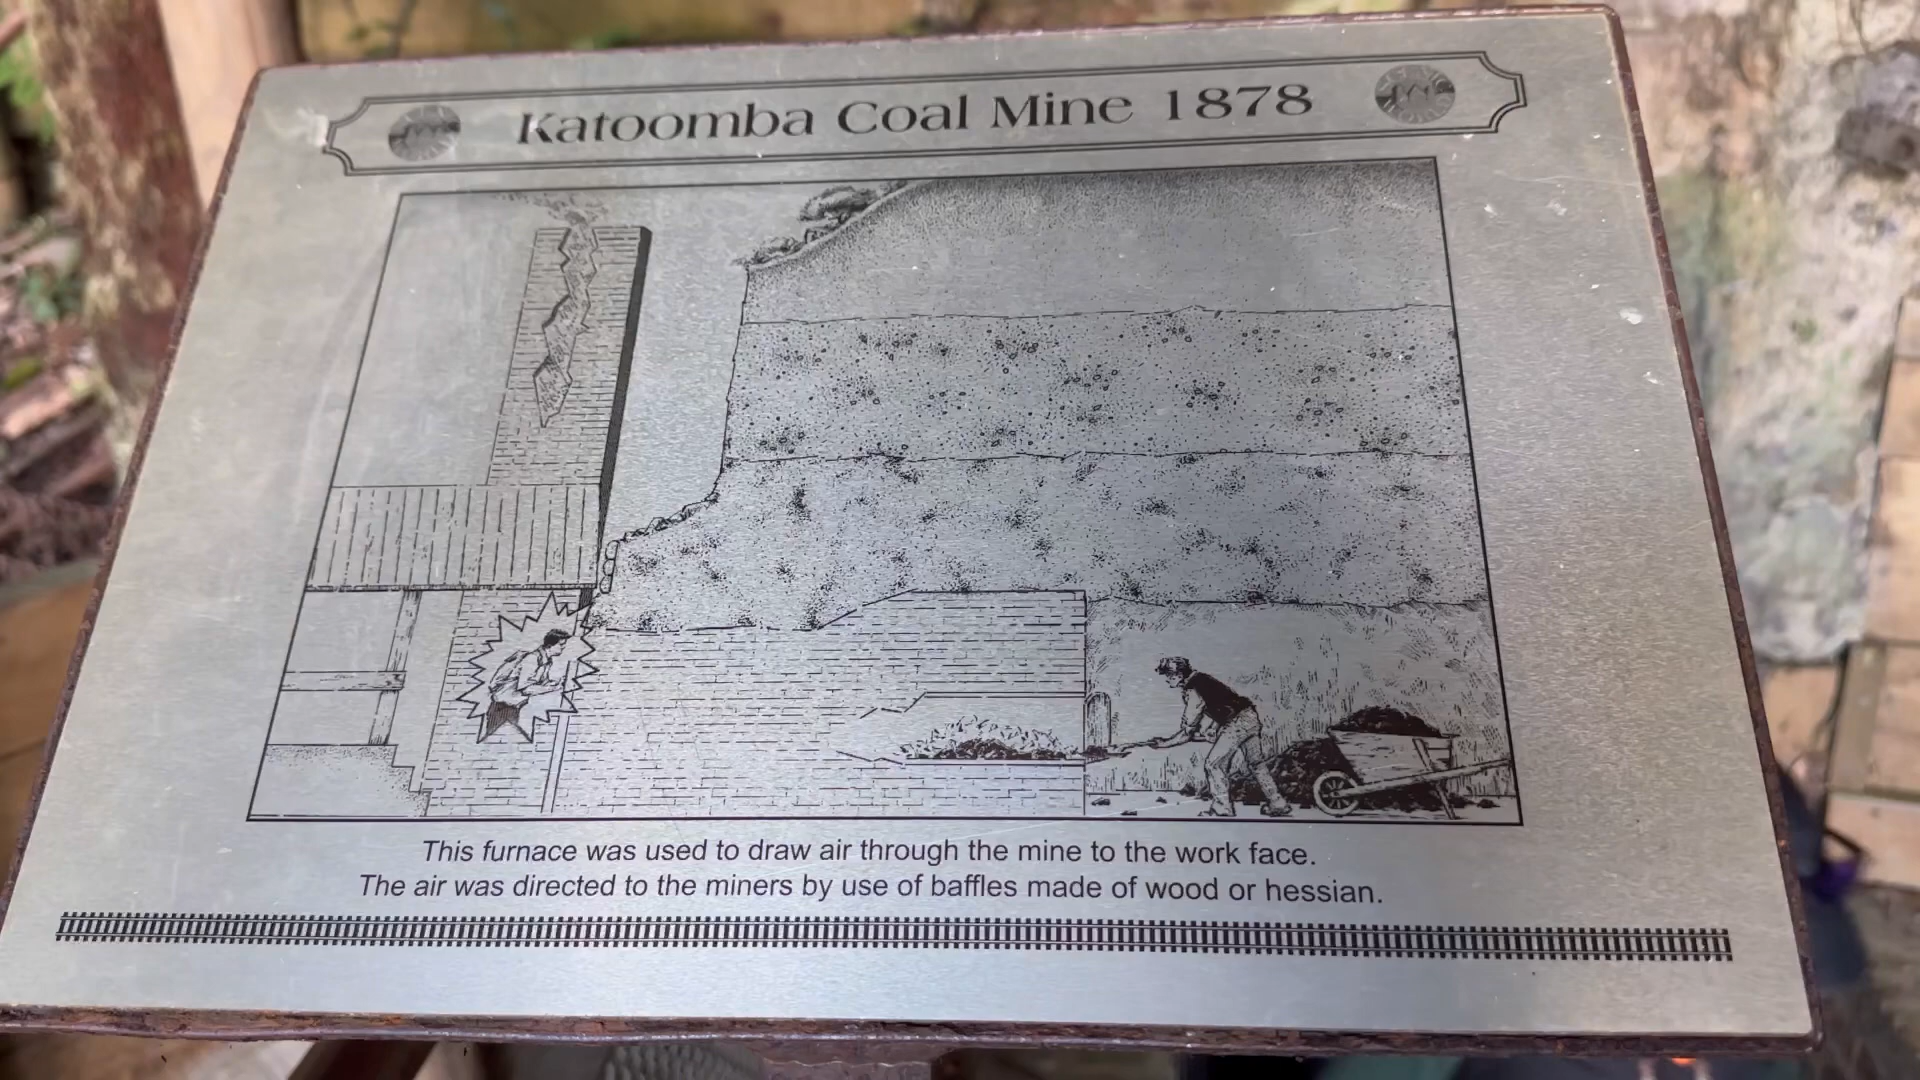 Katoomba Coal Mine 1878
This furnace was used to draw air through the mine to the work face.
The air was directed to the miners by use of baffles made of wood or hessian.